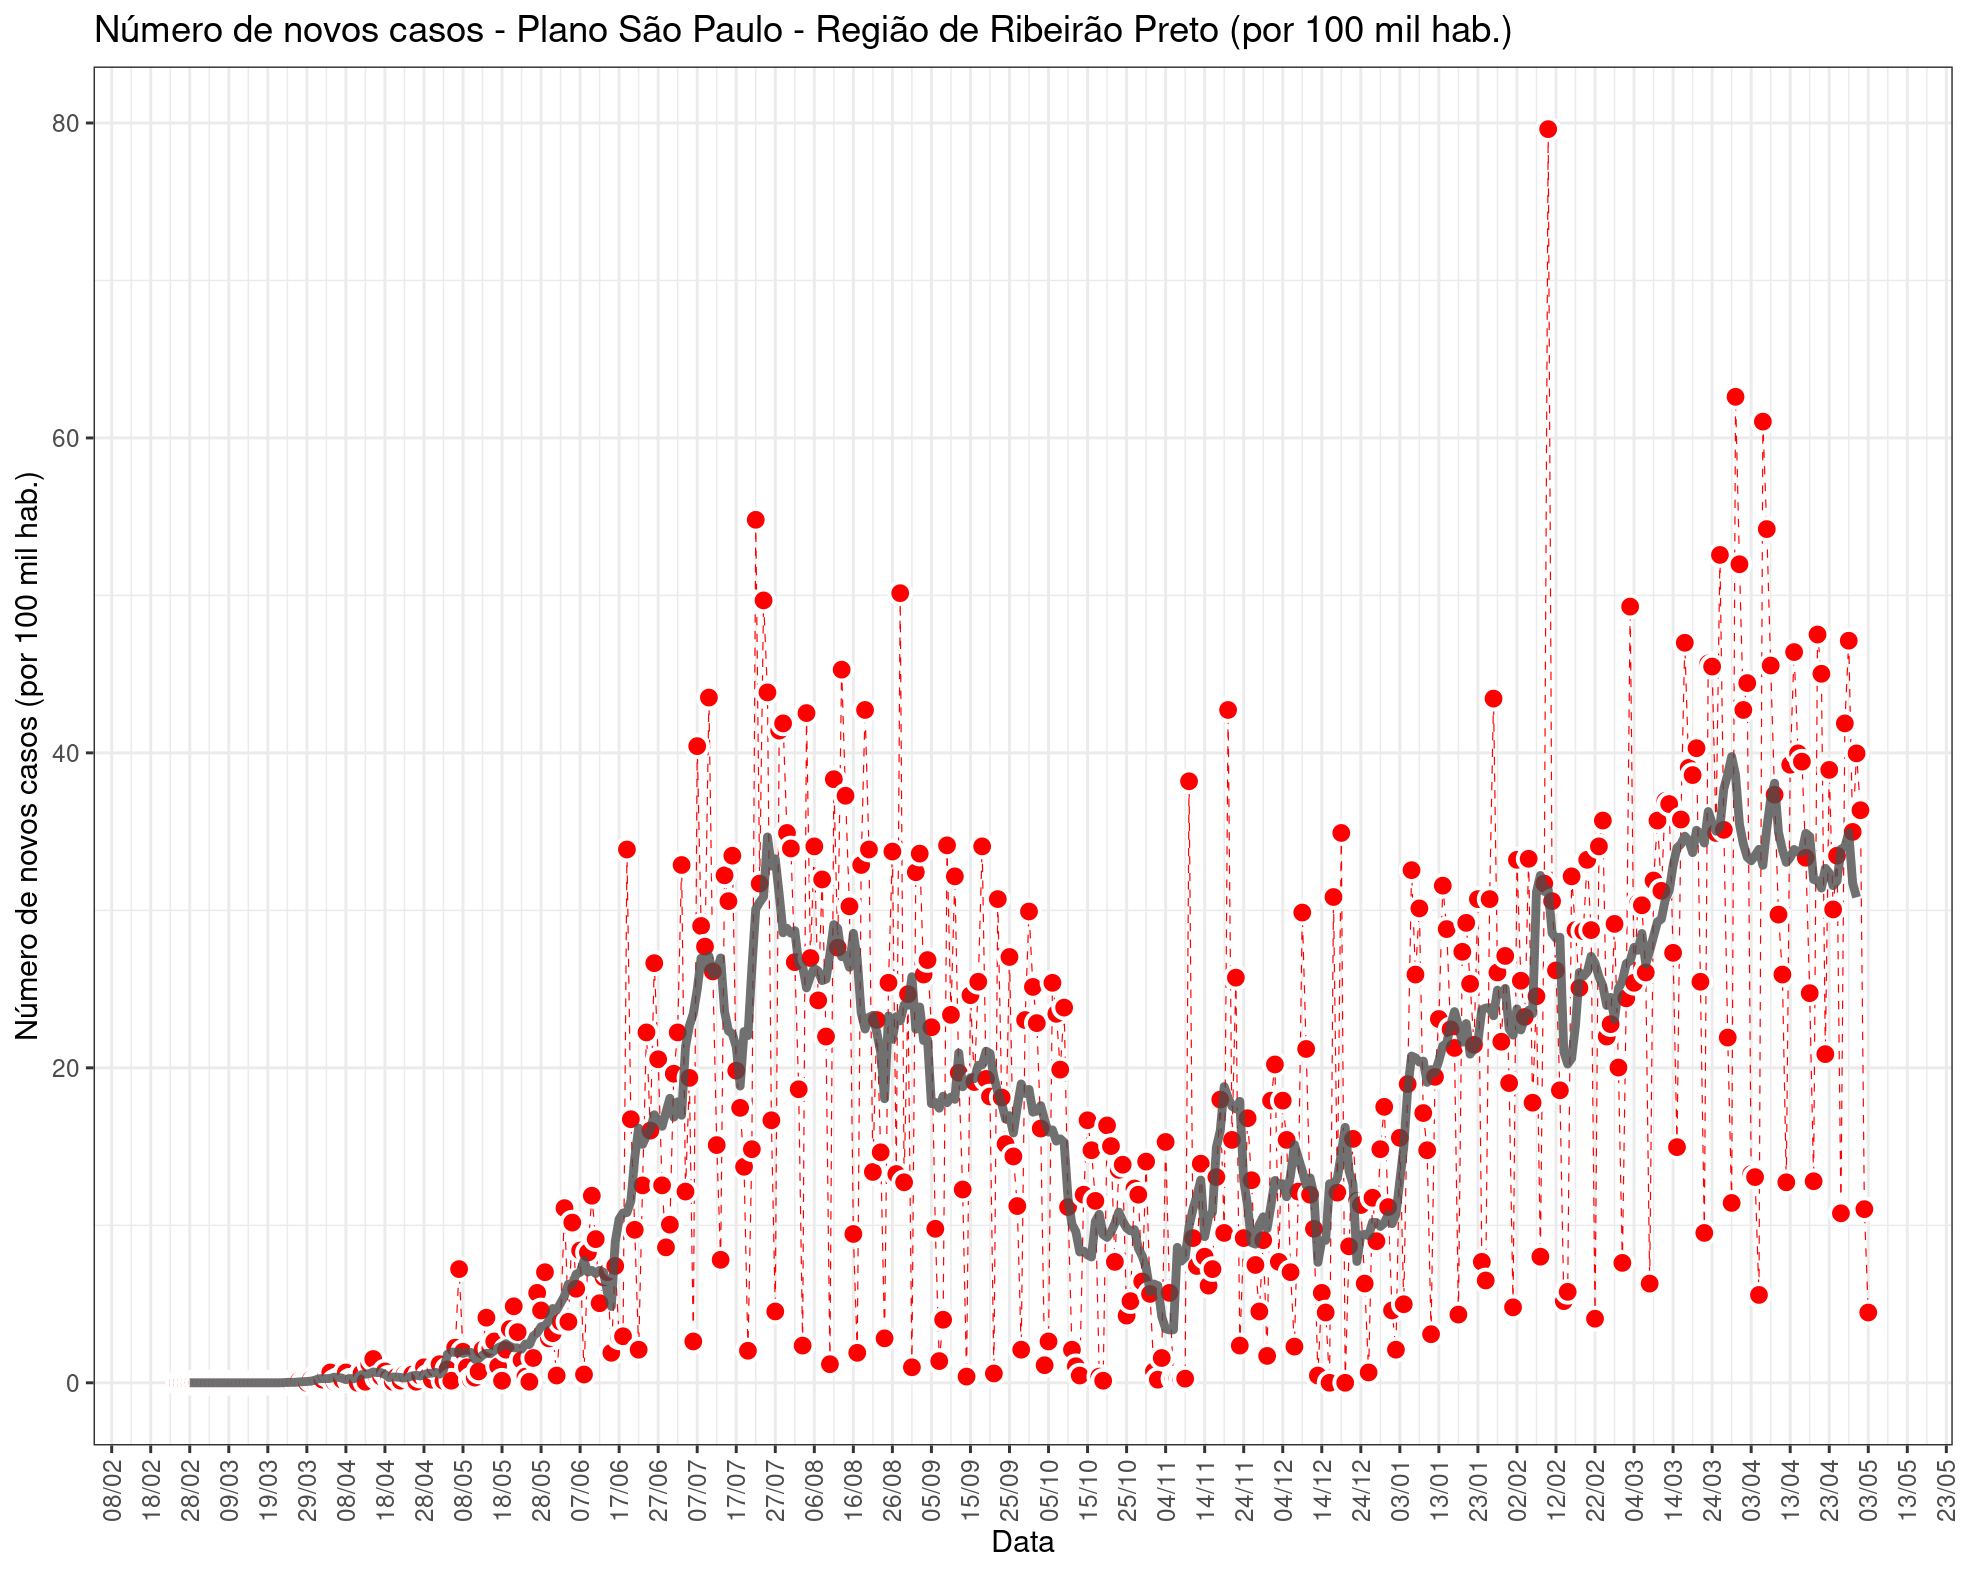 Número de novos casos - Plano São Paulo - Região de Ribeirão Preto (por 100 mil hab.)
Número de novos casos (por 100 mil hab.)
80
60
40
20
0
08/02 18/02 28/02 09/03 19/03 29/03 08/04 18/04 28/04 08/05 18/05 28/05 07/06 17/06 27/06 07/07 17/07 27/07 06/08 16/08 26/08 05/09 15/09 25/09 05/10 15/10 25/10 04/11 14/11 24/11 04/12 14/12 24/12 03/01 13/01 23/01 02/02 12/02 22/02 04/03 14/03 24/03 03/04 13/04 23/04 03/05 13/05 23/05
Data